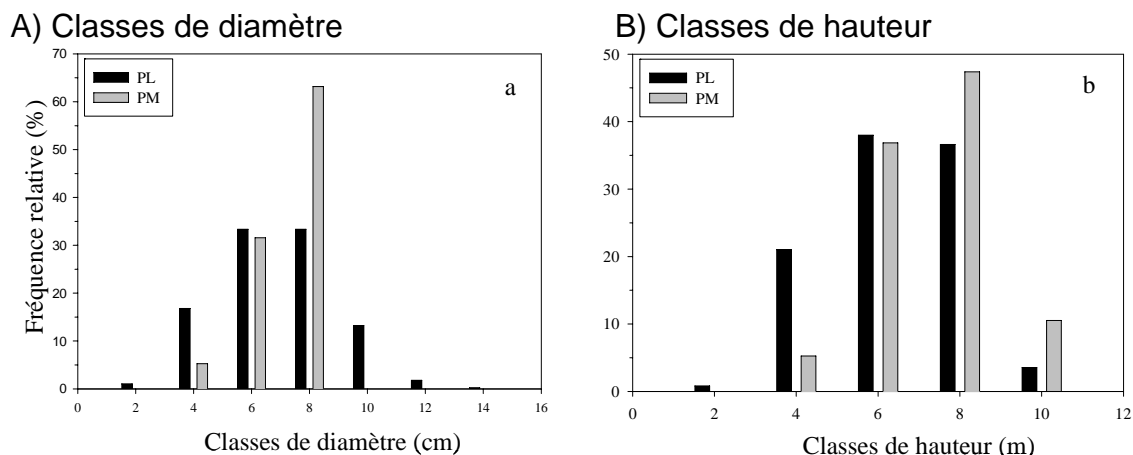 A) Classes de diamètre
B) Classes de hauteur
70
60
50
40
30
20
10
0
PL
PM
a
Fréquence relative (%)
0 2 4 6 8 10 12 14 16
Classes de diamètre (cm)
50
40
30
20
10
0
PL
PM
b
0 2 4 6 8 10 12
Classes de hauteur (m)